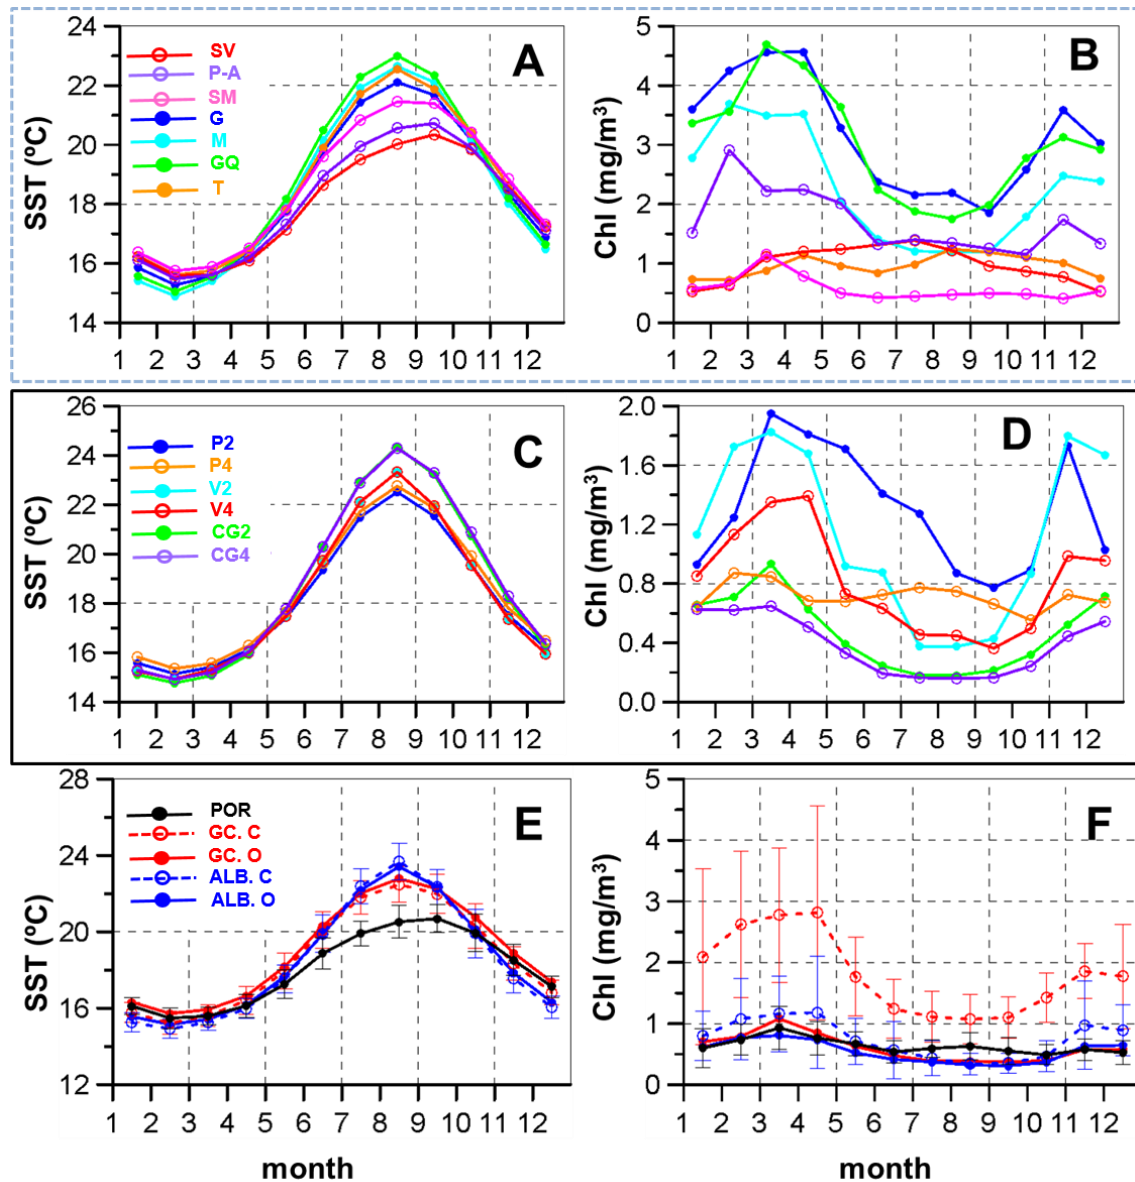 24
22
20
18
16
14
SST (ºC)
A
SV
P-A
SM
G
M
GQ
T
1 2 3 4 5 6 7 8 9 10 11 12
5
4
3
2
1
0
Chl (mg/m³)
B
1 2 3 4 5 6 7 8 9 10 11 12
26
24
22
20
18
16
14
SST (ºC)
C
P2
P4
V2
V4
CG2
CG4
1 2 3 4 5 6 7 8 9 10 11 12
2.0
1.6
1.2
0.8
0.4
0.0
Chl (mg/m³)
D
1 2 3 4 5 6 7 8 9 10 11 12
28
24
20
16
12
SST (ºC)
E
POR
GC. C
GC. O
ALB. C
ALB. O
1 2 3 4 5 6 7 8 9 10 11 12
month
5
4
3
2
1
0
Chl (mg/m³)
F
1 2 3 4 5 6 7 8 9 10 11 12
month